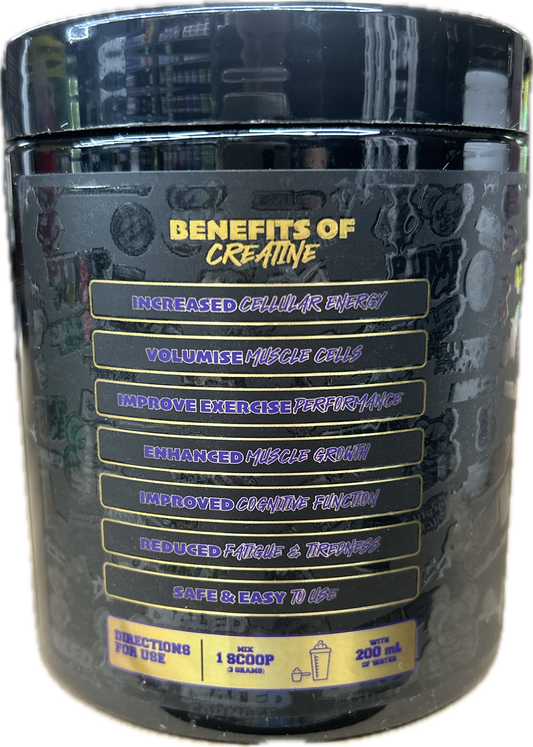 BENEFITS OF
CREATINE
INCREASED CELLULAR ENERGY
VOLUMISE MUSCLE CELLS
IMPROVE EXERCISE PERFORMANCE
ENHANCED MUSCLE GROWTH
IMPROVED COGNITIVE FUNCTION
REDUCED FATIGUE & TIREDNESS
SAFE & EASY TO USE
DIRECTIONS
FOR USE
MIX
1 SCOOP
(3 GRAMS)
WITH
200 mL
OF WATER